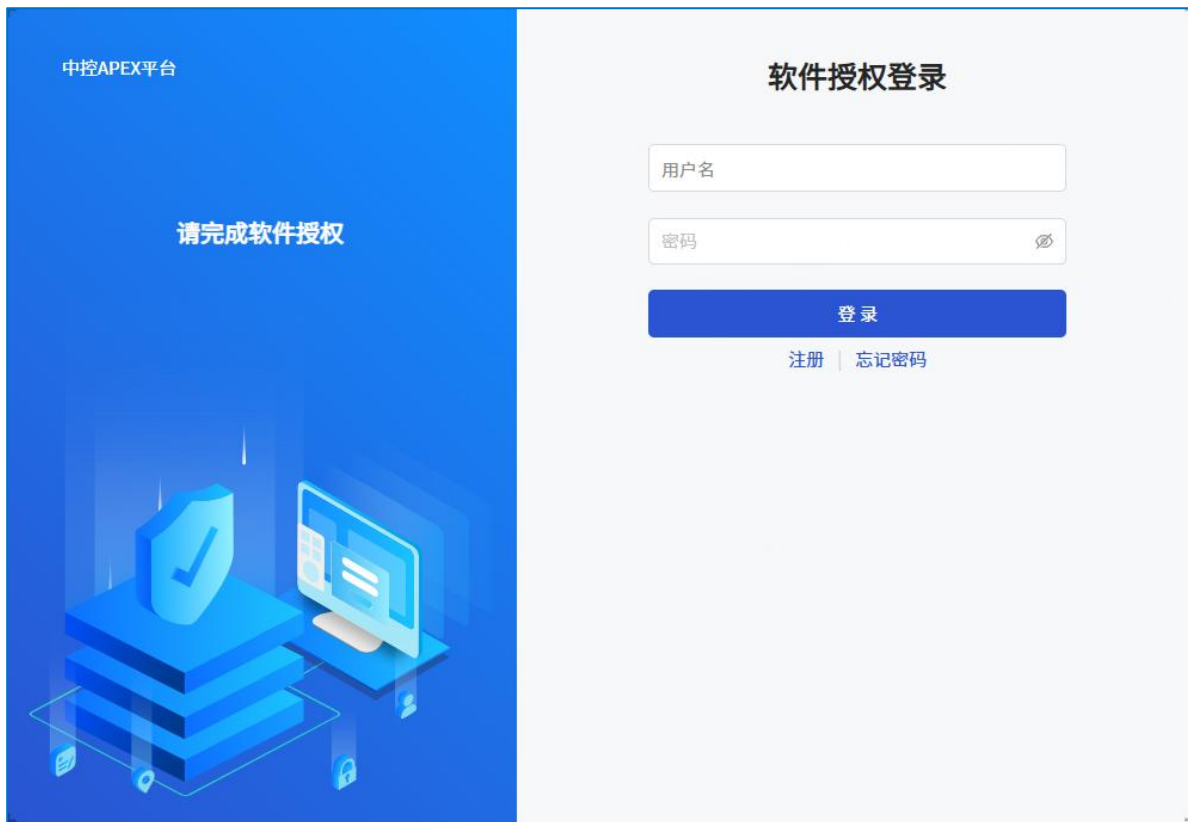 中控APEX平台
请完成软件授权
软件授权登录
用户名
密码
登录
注册 | 忘记密码